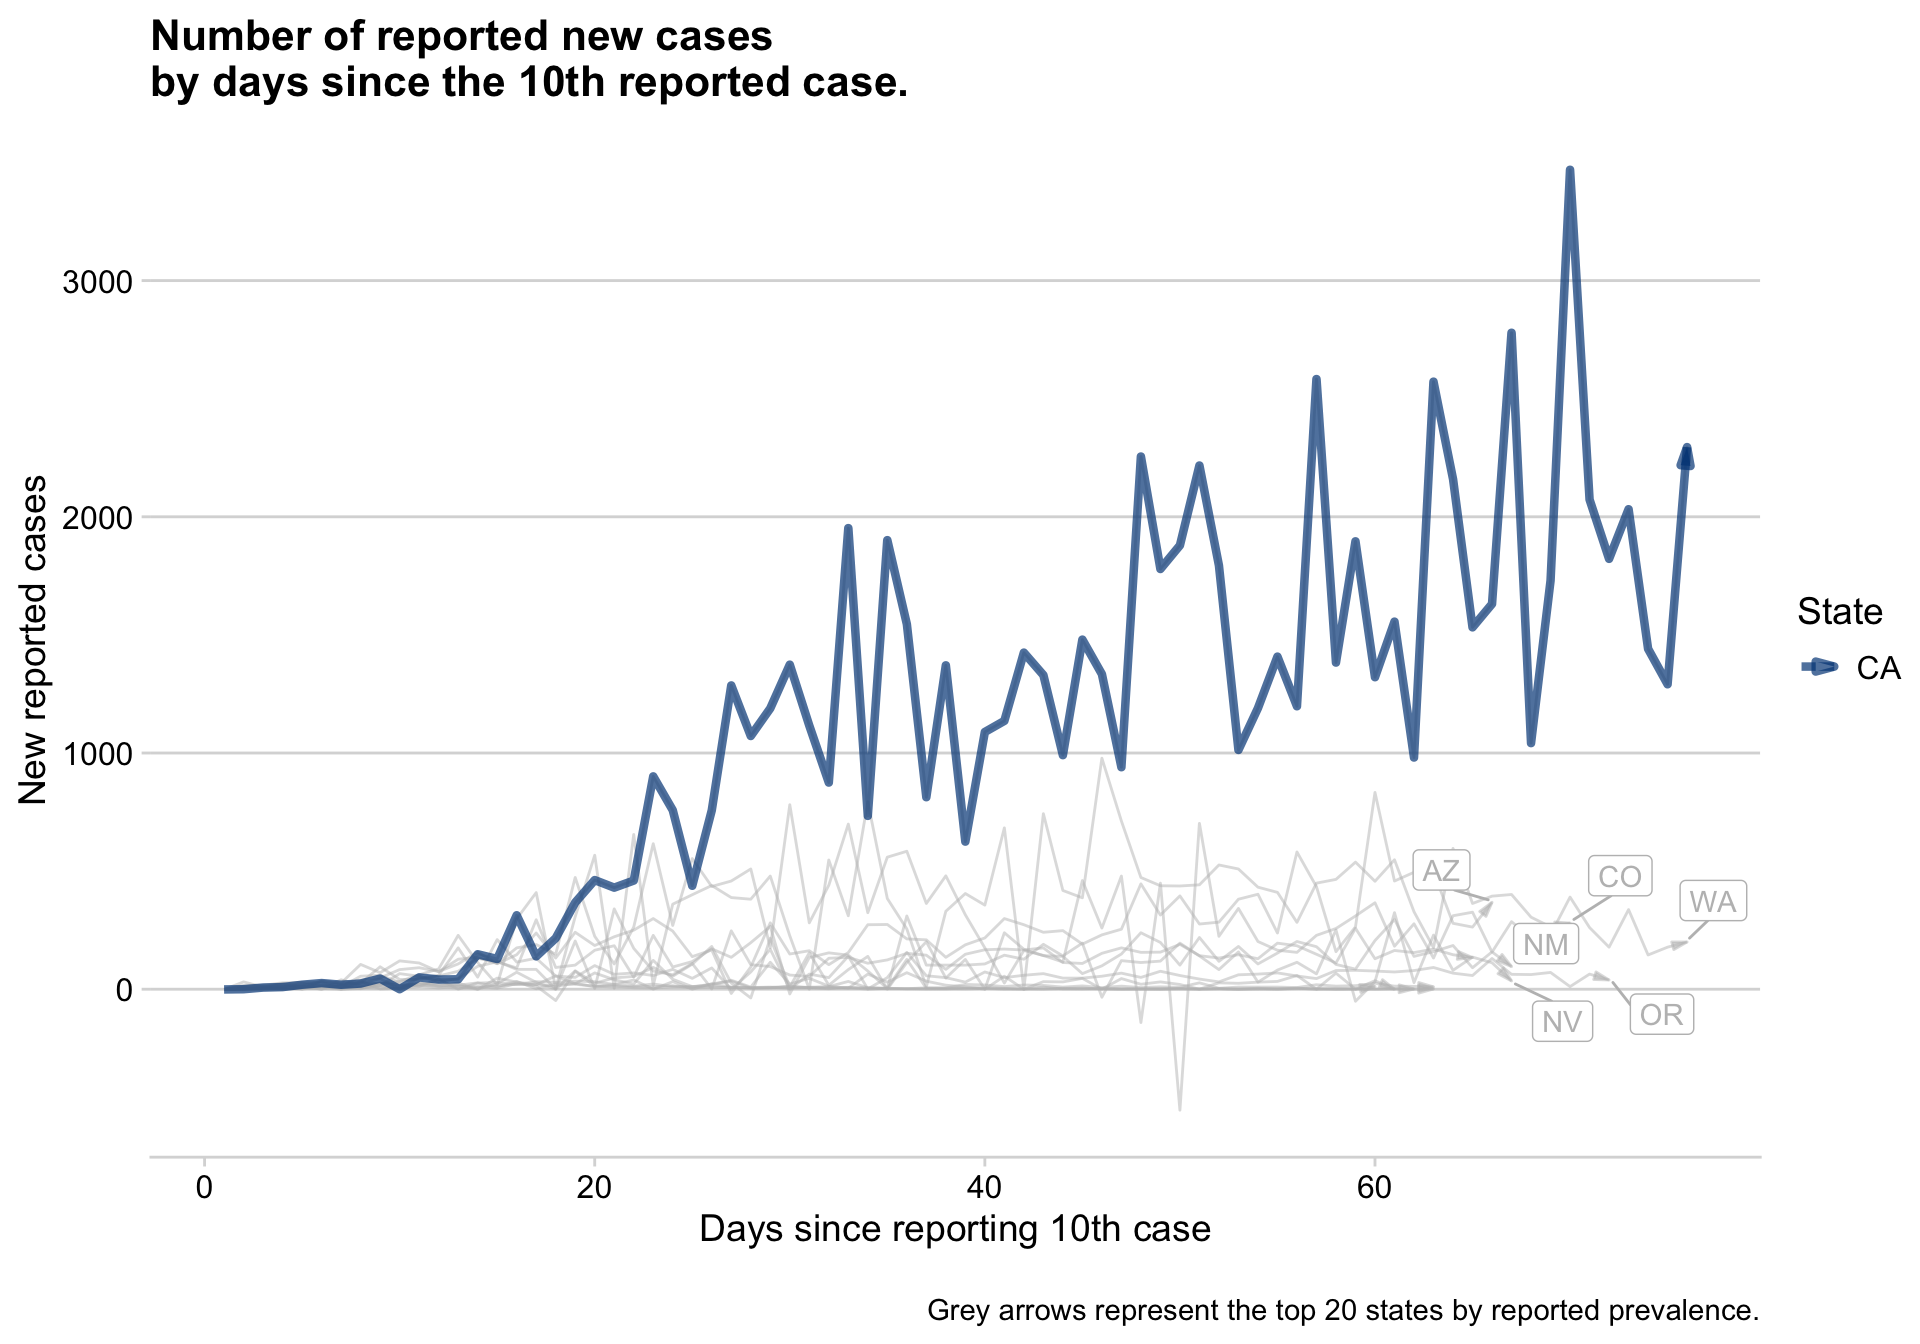 Number of reported new cases
by days since the 10th reported case.
3000
2000
1000
0
New reported cases
AZ
CO
WA
NM
NV
OR
State
CA
0 20 40 60
Days since reporting 10th case
Grey arrows represent the top 20 states by reported prevalence.